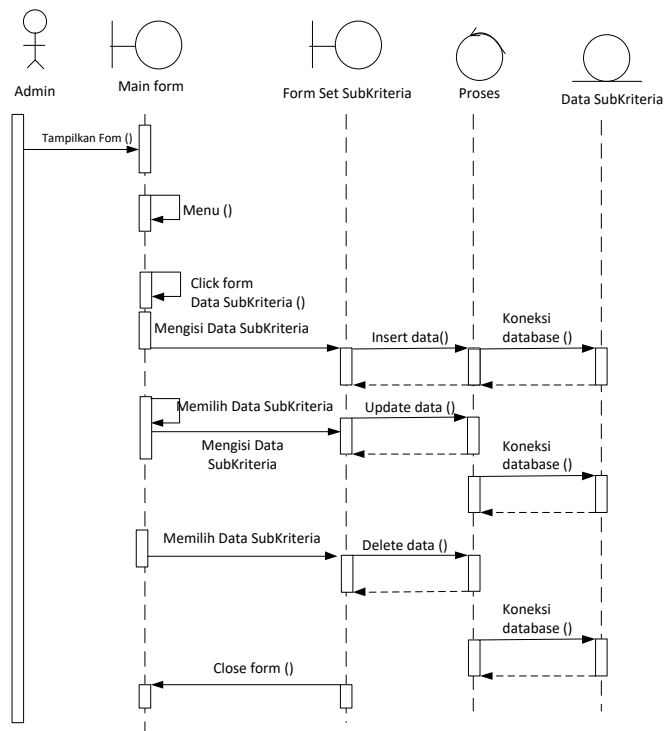 Admin
Main form
Form Set SubKriteria
Proses
Data SubKriteria
Tampilkan Fom ()
Menu ()
Click form
Data SubKriteria ()
Mengisi Data SubKriteria
Insert data()
Koneksi
database ()
Memilih Data SubKriteria
Update data ()
Mengisi Data
SubKriteria
Koneksi
database ()
Memilih Data SubKriteria
Delete data ()
Koneksi
database ()
Close form ()